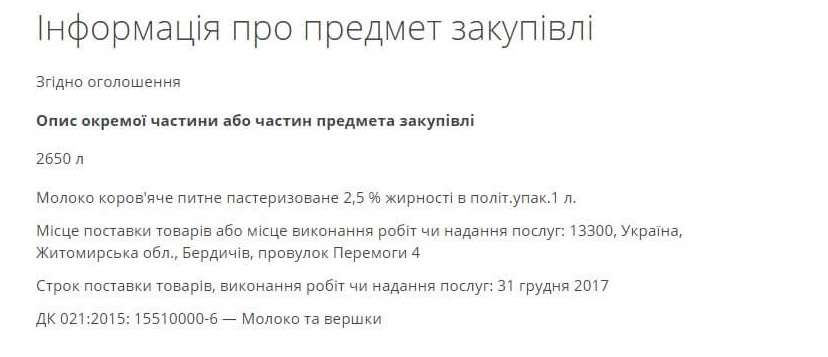 Інформація про предмет закупівлі
Згідно оголошення
Опис окремої частини або частин предмета закупівлі
2650 л
Молоко коров'яче питне пастеризоване 2,5 % жирності в політ.упак.1 л.
Місце поставки товарів або місце виконання робіт чи надання послуг: 13300, Україна,
Житомирська обл., Бердичів, провулок Перемоги 4
Строк поставки товарів, виконання робіт чи надання послуг: 31 грудня 2017
ДК 021:2015: 15510000-6 — Молоко та вершки